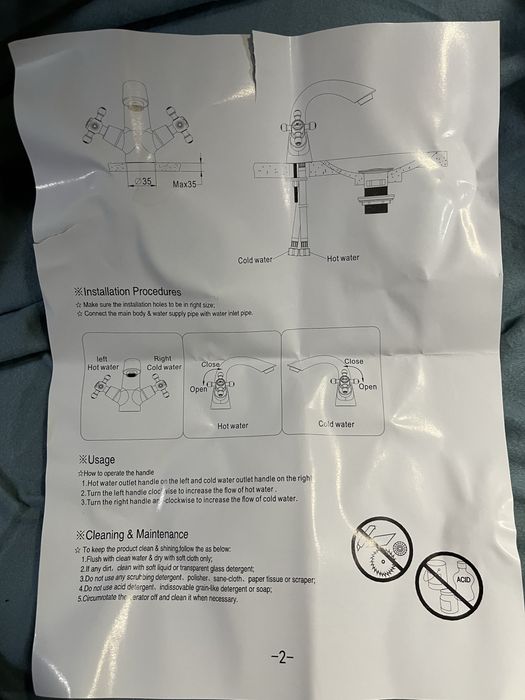 Ø35
Max35
Cold water
Hot water
※Installation Procedures
☆ Make sure the installation holes to be in right size;
☆ Connect the main body & water supply pipe with water inlet pipe.
left
Hot water
Right
Cold water
Close
Open
Hot water
Close
Open
Cold water
※Usage
☆How to operate the handle
1.Hot water outlet handle on the left and cold water outlet handle on the righ
2.Turn the left handle clockwise to increase the flow of hot water .
3.Turn the right handle clockwise to increase the flow of cold water.
※Cleaning & Maintenance
☆ To keep the product clean & shining,follow the as below:
1.Flush with clean water & dry with soft cloth only;
2.If any dirt, clean with soft liquid or transparent glass detergent;
3.Do not use any scrubbing detergent, polisher, sane-cloth, paper tissue or scraper;
4.Do not use acid detergent, indissovable grain-like detergent or soap;
5.Circumrotate erator off and clean it when necessary.
ACID
-2-